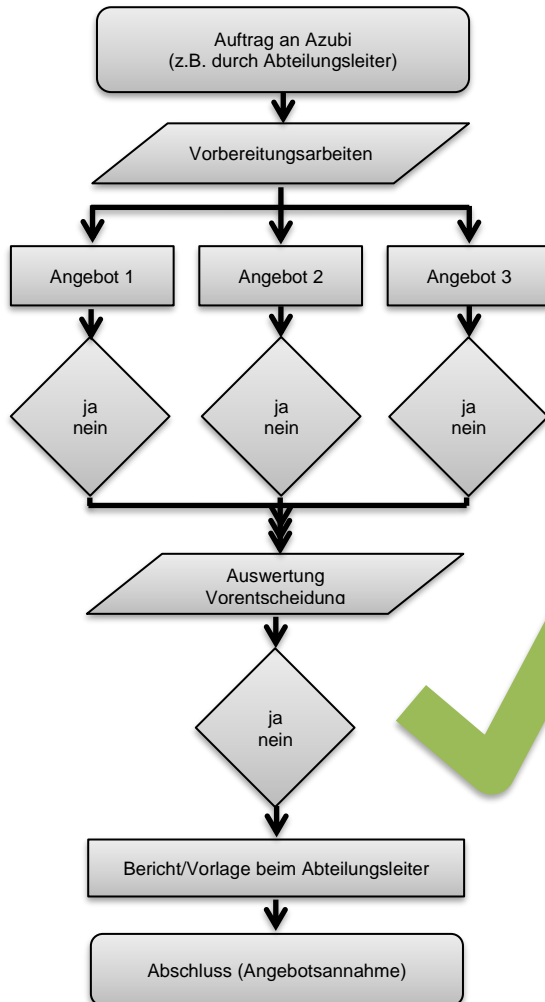 Auftrag an Azubi
(z.B. durch Abteilungsleiter)
Vorbereitungsarbeiten
Angebot 1
Angebot 2
Angebot 3
ja
nein
ja
nein
ja
nein
Auswertung
Vorentscheidung
ja
nein
Bericht/Vorlage beim Abteilungsleiter
Abschluss (Angebotsannahme)